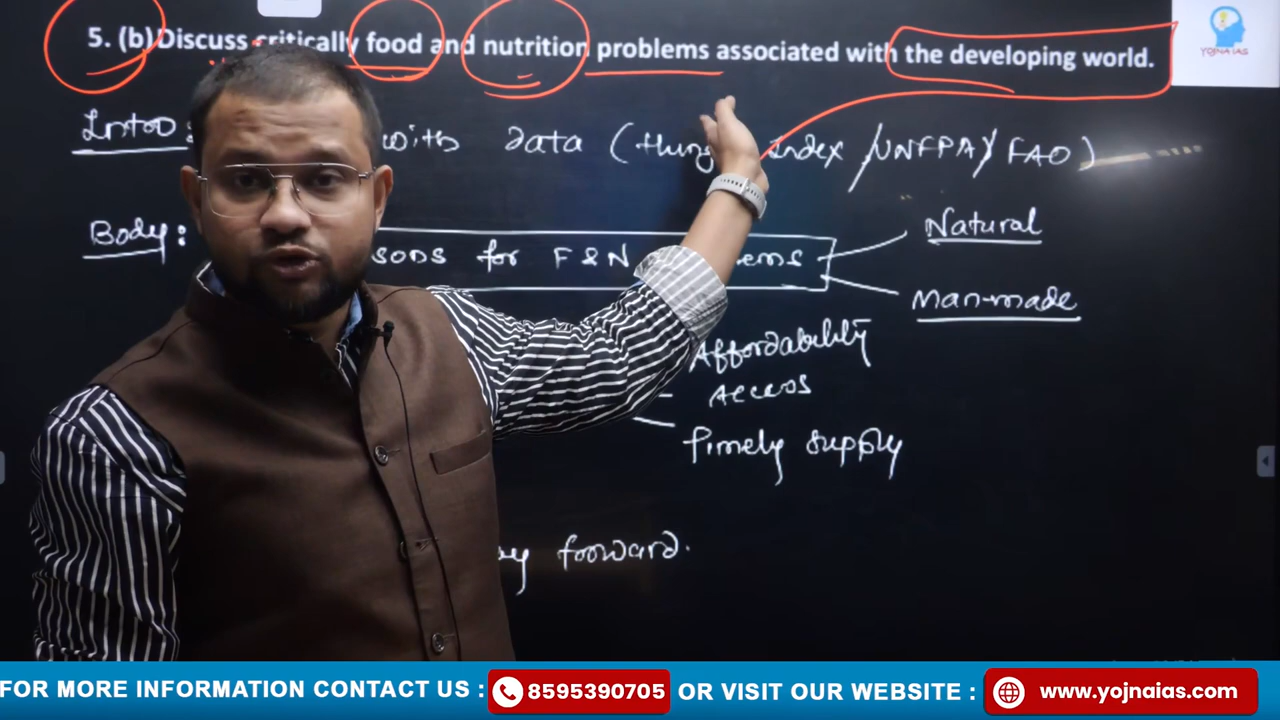 5. (b)Discuss critically food and nutrition problems associated with the developing world.
YOJNA IAS
Intro with data ( Index / UNFPA / FAO )
Body :
for F & N
Natural
Man-made
Affordability
Access
Timely supply
forward.
FOR MORE INFORMATION CONTACT US : 8595390705 OR VISIT OUR WEBSITE : www.yojnaias.com